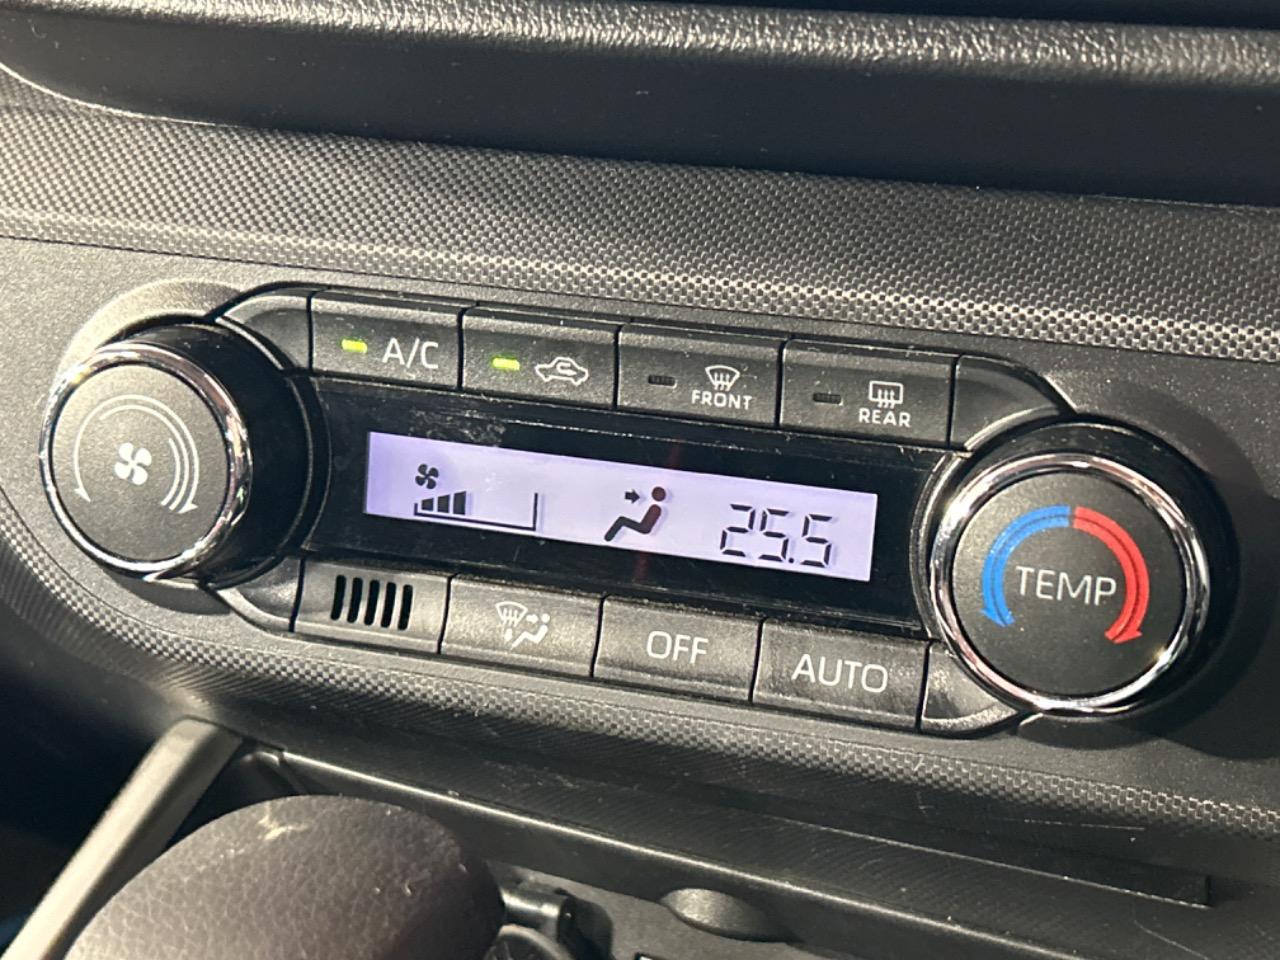 A/C
FRONT
REAR
25.5
TEMP
OFF
AUTO